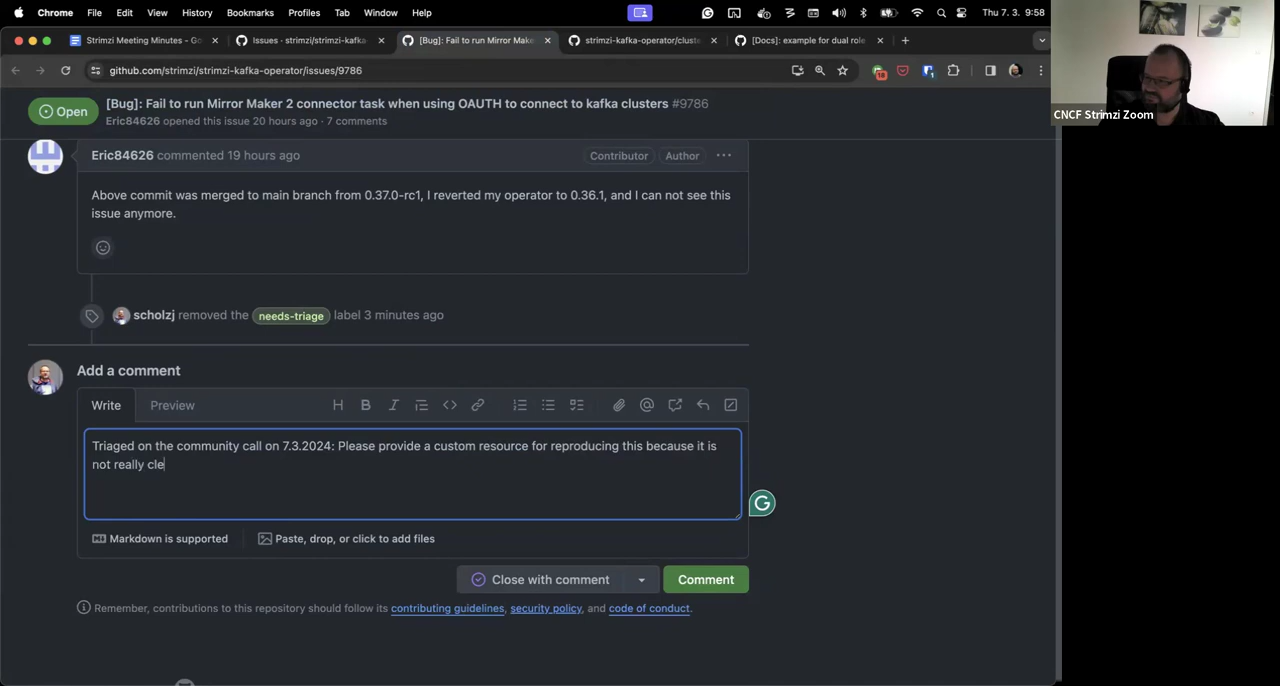 Chrome File Edit View History Bookmarks Profiles Tab Window Help Thu 7. 3. 9:58
Strimzi Meeting Minutes - Go Issues · strimzi/strimzi-kafka- [Bug]: Fail to run Mirror Make strimzi-kafka-operator/cluste [Docs]: example for dual role
github.com/strimzi/strimzi-kafka-operator/issues/9786
CNCF Strimzi Zoom
Open
[Bug]: Fail to run Mirror Maker 2 connector task when using OAUTH to connect to kafka clusters #9786
Eric84626 opened this issue 20 hours ago · 7 comments
Eric84626 commented 19 hours ago Contributor Author
Above commit was merged to main branch from 0.37.0-rc1, I reverted my operator to 0.36.1, and I can not see this
issue anymore.
scholzj removed the needs-triage label 3 minutes ago
Add a comment
Write Preview
Triaged on the community call on 7.3.2024: Please provide a custom resource for reproducing this because it is
not really cle
Markdown is supported Paste, drop, or click to add files
Close with comment Comment
Remember, contributions to this repository should follow its contributing guidelines, security policy, and code of conduct.